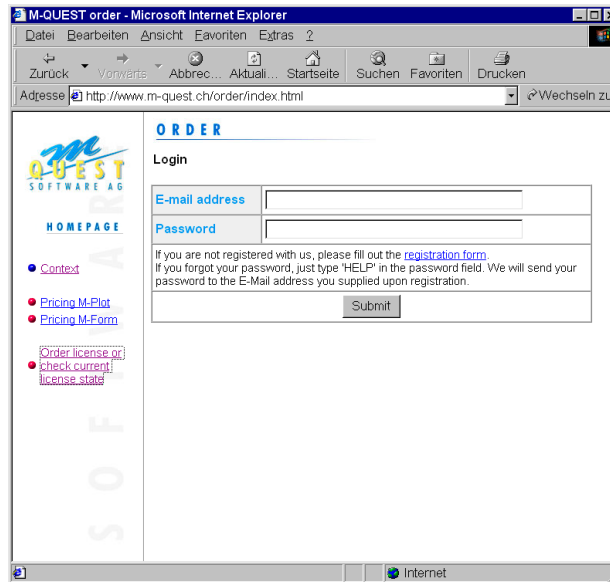 M-QUEST order - Microsoft Internet Explorer
Datei Bearbeiten Ansicht Favoriten Extras ?
Zurück Vorwärts Abbrec... Aktuali... Startseite Suchen Favoriten Drucken
Adresse http://www.m-quest.ch/order/index.html Wechseln zu
m
QUEST
SOFTWARE AG
HOMEPAGE
Context
Pricing M-Plot
Pricing M-Form
Order license or
check current
license state
SOFTWAR
ORDER
Login
E-mail address
Password
If you are not registered with us, please fill out the registration form.
If you forgot your password, just type 'HELP' in the password field. We will send your
password to the E-Mail address you supplied upon registration.
Submit
Internet